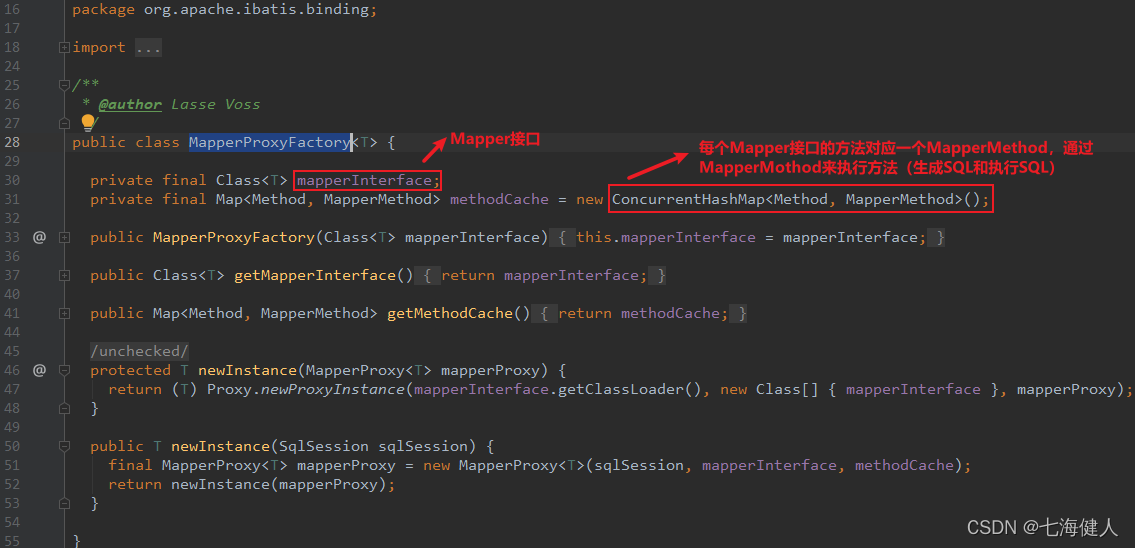 16 package org.apache.ibatis.binding;
17
18 import ...
24
25 /**
26 * @author Lasse Voss
27 /
28 public class MapperProxyFactory<T> {
Mapper接口
每个Mapper接口的方法对应一个MapperMethod，通过
MapperMothod来执行方法（生成SQL和执行SQL）
29
30 private final Class<T> mapperInterface;
31 private final Map<Method, MapperMethod> methodCache = new ConcurrentHashMap<Method, MapperMethod>();
32
33 @ public MapperProxyFactory(Class<T> mapperInterface) { this.mapperInterface = mapperInterface; }
36
37 public Class<T> getMapperInterface() { return mapperInterface; }
40
41 public Map<Method, MapperMethod> getMethodCache() { return methodCache; }
44
45 /unchecked/
46 @ protected T newInstance(MapperProxy<T> mapperProxy) {
47 return (T) Proxy.newProxyInstance(mapperInterface.getClassLoader(), new Class[] { mapperInterface }, mapperProxy);
48 }
49
50 public T newInstance(SqlSession sqlSession) {
51 final MapperProxy<T> mapperProxy = new MapperProxy<T>(sqlSession, mapperInterface, methodCache);
52 return newInstance(mapperProxy);
53 }
54
55 }
CSDN @七海健人